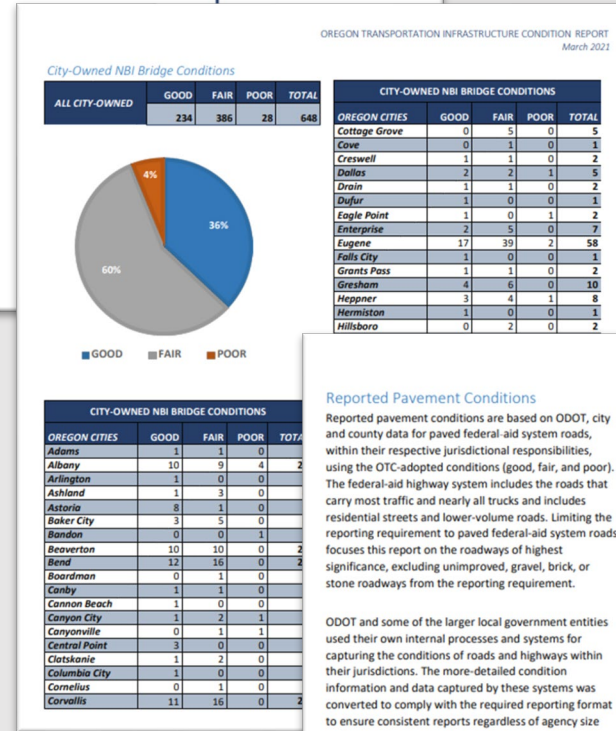 OREGON TRANSPORTATION INFRASTRUCTURE CONDITION REPORT
March 2021
City-Owned NBI Bridge Conditions
ALL CITY-OWNED GOOD FAIR POOR TOTAL
234 386 28 648
4%
36%
60%
GOOD FAIR POOR
CITY-OWNED NBI BRIDGE CONDITIONS
OREGON CITIES GOOD FAIR POOR TOTAL
Cottage Grove 0 5 0 5
Cove 0 1 0 1
Creswell 1 1 0 2
Dallas 2 2 1 5
Drain 1 1 0 2
Dufur 1 0 0 1
Eagle Point 1 0 1 2
Enterprise 2 5 0 7
Eugene 17 39 2 58
Falls City 1 0 0 1
Grants Pass 1 1 0 2
Gresham 4 6 0 10
Heppner 3 4 1 8
Hermiston 1 0 0 1
Hillsboro 0 2 0 2
CITY-OWNED NBI BRIDGE CONDITIONS
OREGON CITIES GOOD FAIR POOR
Adams 1 1 0
Albany 10 9 4
Arlington 1 0 0
Ashland 1 3 0
Astoria 8 1 0
Baker City 3 5 0
Bandon 0 0 1
Beaverton 10 10 0
Bend 12 16 0
Boardman 0 1 0
Canby 1 1 0
Cannon Beach 1 0 0
Canyon City 1 2 1
Canyonville 0 1 1
Central Point 3 0 0
Clatskanie 1 2 0
Columbia City 1 0 0
Cornelius 0 1 0
Corvallis 11 16 0
Reported Pavement Conditions
Reported pavement conditions are based on ODOT, city
and county data for paved federal-aid system roads,
within their respective jurisdictional responsibilities,
using the OTC-adopted conditions (good, fair, and poor).
The federal-aid highway system includes the roads that
carry most traffic and nearly all trucks and includes
residential streets and lower-volume roads. Limiting the
reporting requirement to paved federal-aid system roads
focuses this report on the roadways of highest
significance, excluding unimproved, gravel, brick, or
stone roadways from the reporting requirement.
ODOT and some of the larger local government entities
used their own internal processes and systems for
capturing the conditions of roads and highways within
their jurisdictions. The more-detailed condition
information and data captured by these systems was
converted to comply with the required reporting format
to ensure consistent reports regardless of agency size